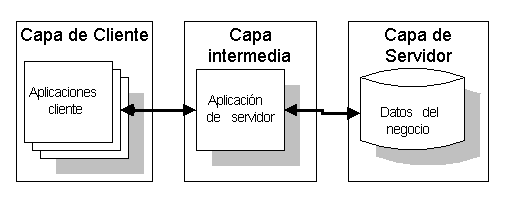 Capa de Cliente
Aplicaciones
cliente
Capa
intermedia
Aplicación
de servidor
Capa de
Servidor
Datos del
negocio